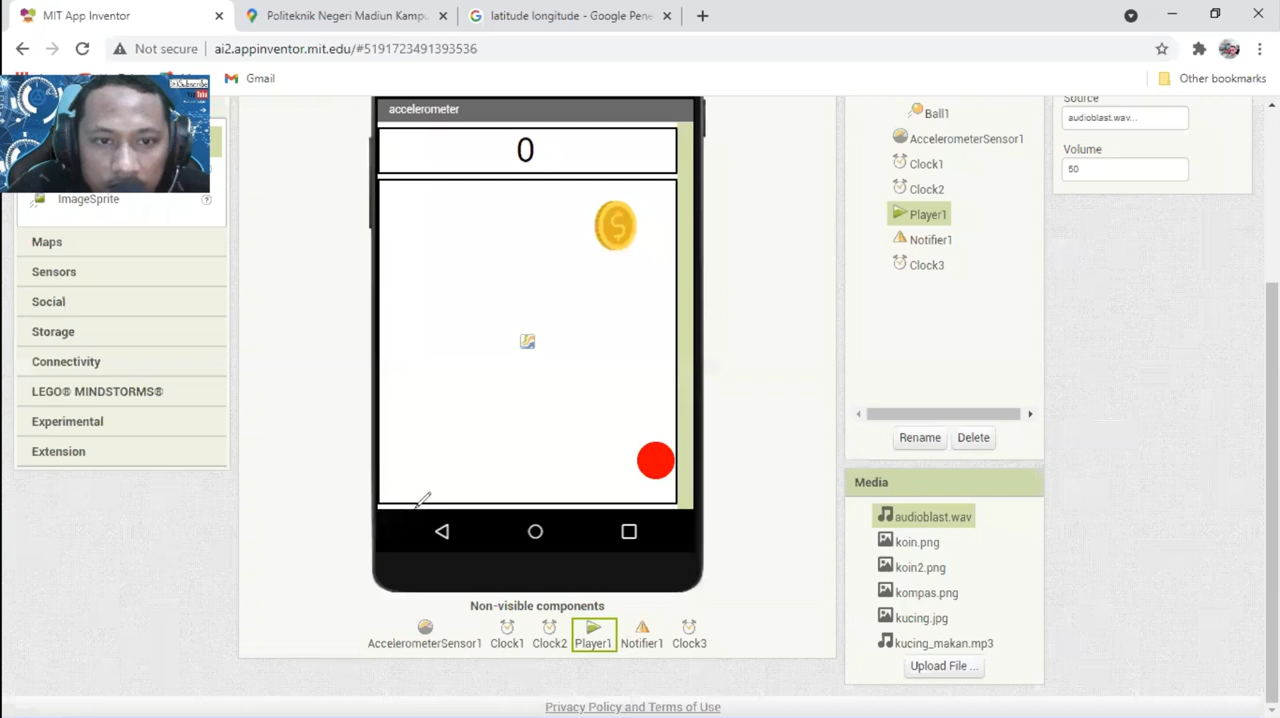 MIT App Inventor
Politeknik Negeri Madiun Kampu
latitude longitude - Google Pene
Not secure
ai2.appinventor.mit.edu/#5191723491393536
Gmail
Other bookmarks
ImageSprite
Maps
Sensors
Social
Storage
Connectivity
LEGO® MINDSTORMS®
Experimental
Extension
accelerometer
0
Non-visible components
AccelerometerSensor1 Clock1 Clock2 Player1 Notifier1 Clock3
Ball1
AccelerometerSensor1
Clock1
Clock2
Player1
Notifier1
Clock3
Rename Delete
Media
audioblast.wav
koin.png
koin2.png
kompas.png
kucing.jpg
kucing_makan.mp3
Upload File ...
Source
audioblast.wav...
Volume
50
Privacy Policy and Terms of Use